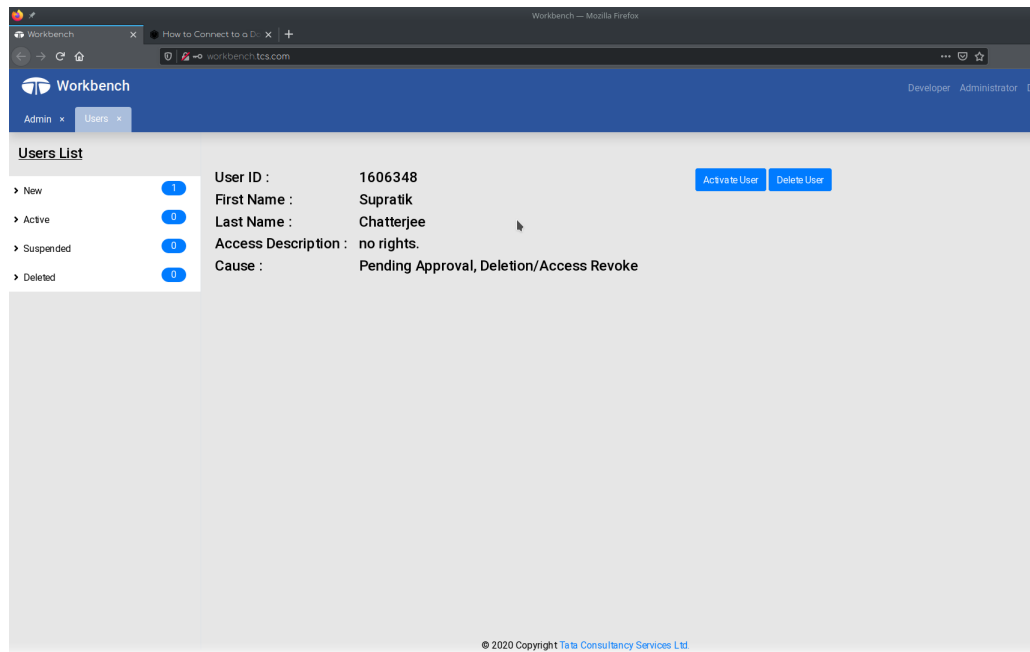 Workbench — Mozilla Firefox
Workbench
How to Connect to a Do
workbench.tcs.com
Workbench
Developer Administrator
Admin × Users ×
Users List
New 1
Active 0
Suspended 0
Deleted 0
User ID : 1606348
First Name : Supratik
Last Name : Chatterjee
Access Description : no rights.
Cause : Pending Approval, Deletion/Access Revoke
Activate User Delete User
© 2020 Copyright Tata Consultancy Services Ltd.